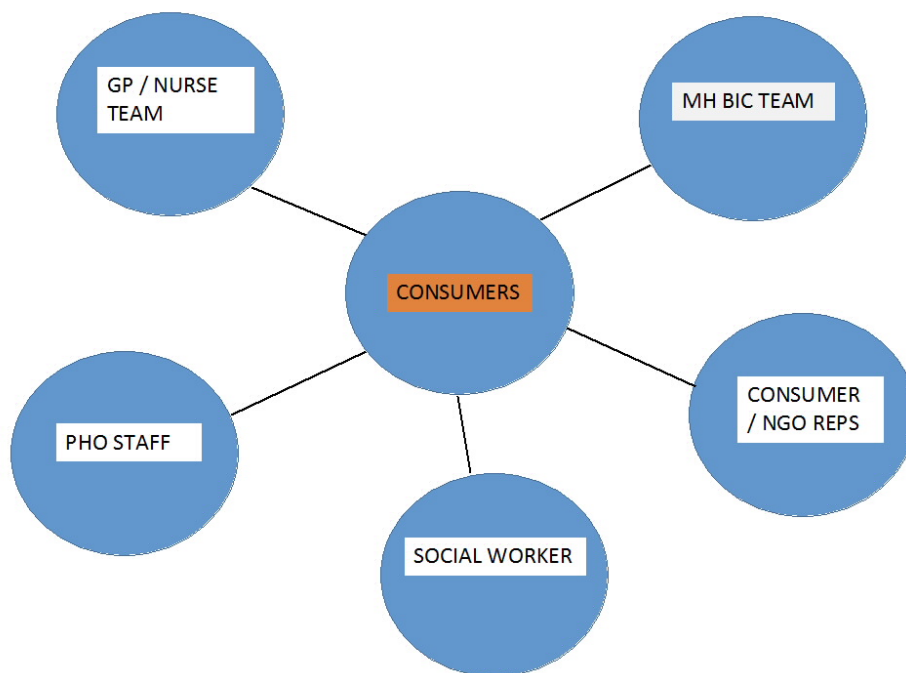 GP / NURSE
TEAM
MH BIC TEAM
CONSUMERS
CONSUMER
/ NGO REPS
PHO STAFF
SOCIAL WORKER